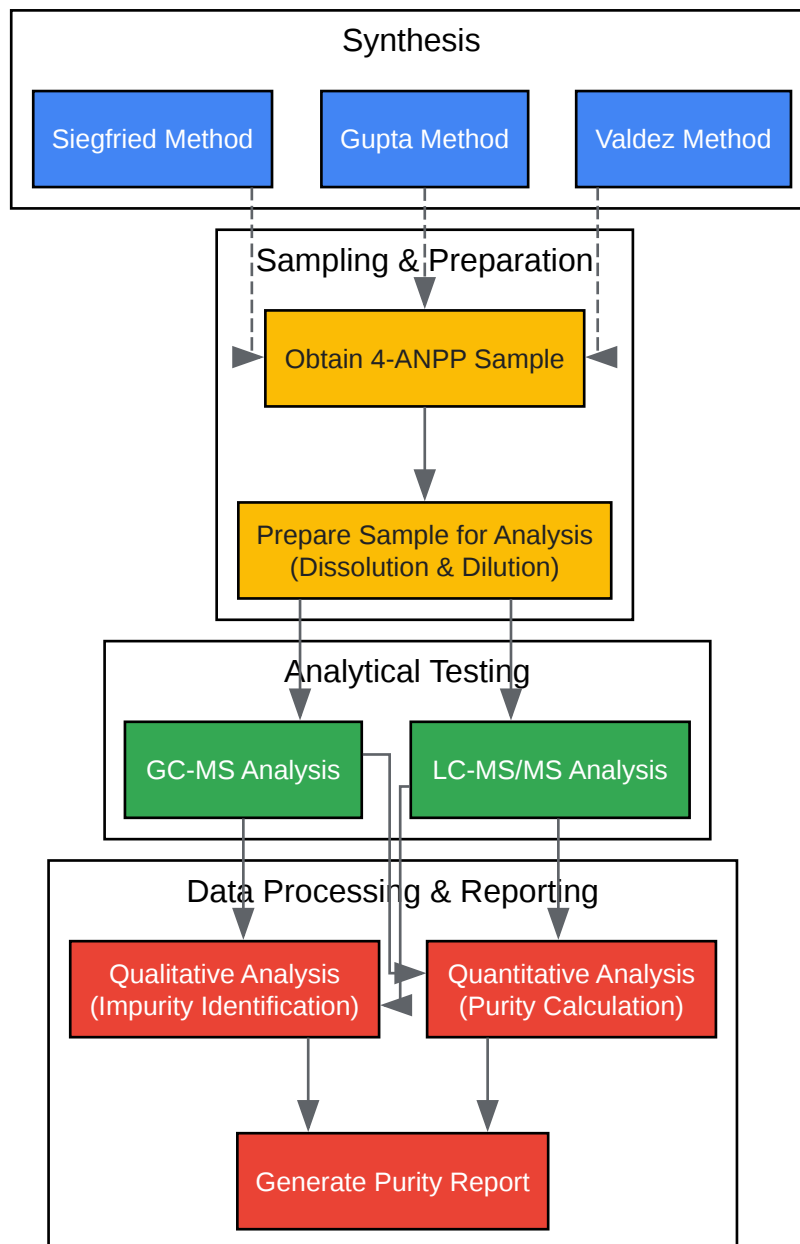 Synthesis
Siegfried Method
Gupta Method
Valdez Method
Sampling & Preparation
Obtain 4-ANPP Sample
Prepare Sample for Analysis
(Dissolution & Dilution)
Analytical Testing
GC-MS Analysis
LC-MS/MS Analysis
Data Processing & Reporting
Qualitative Analysis
(Impurity Identification)
Quantitative Analysis
(Purity Calculation)
Generate Purity Report